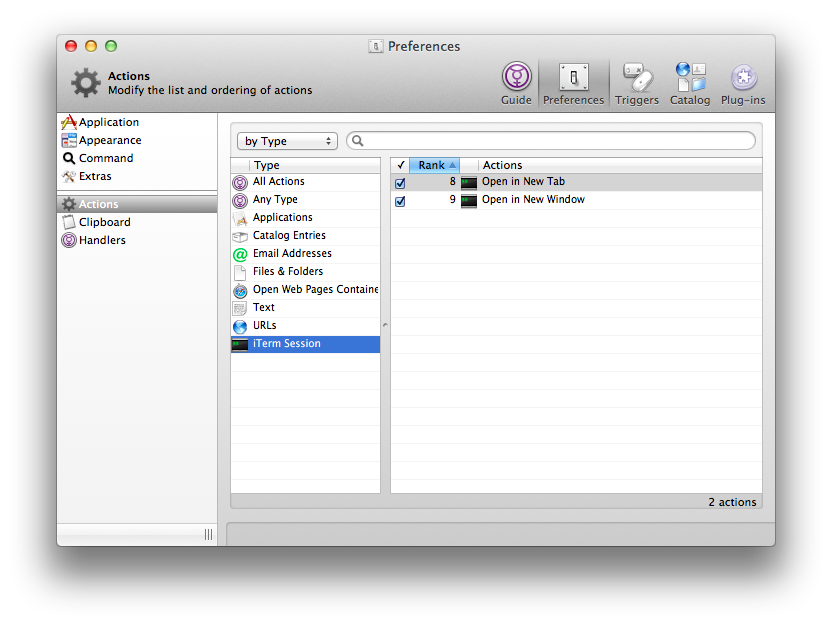 Preferences
Actions
Modify the list and ordering of actions
Guide
Preferences
Triggers
Catalog
Plug-ins
Application
Appearance
Command
Extras
Actions
Clipboard
Handlers
by Type
Type
All Actions
Any Type
Applications
Catalog Entries
Email Addresses
Files & Folders
Open Web Pages Containe
Text
URLs
iTerm Session
✓ Rank Actions
8 Open in New Tab
9 Open in New Window
2 actions